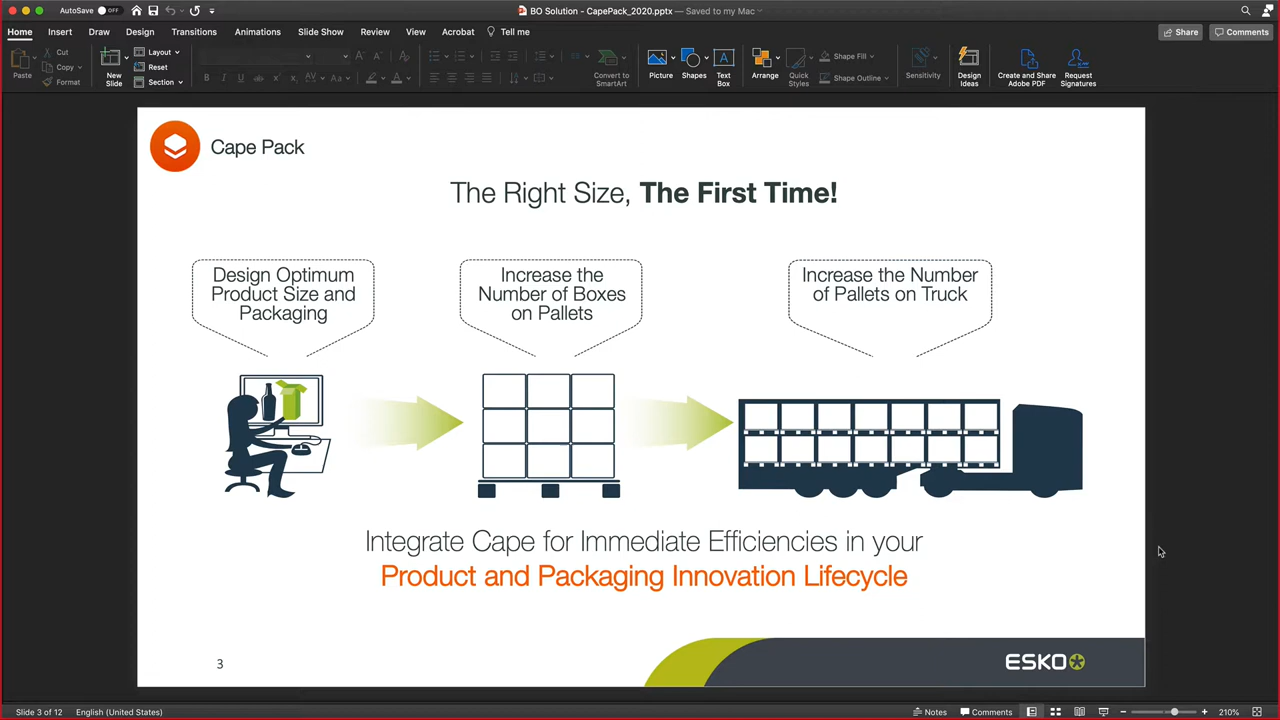 AutoSave OFF
BO Solution - CapePack_2020.pptx — Saved to my Mac
Home Insert Draw Design Transitions Animations Slide Show Review View Acrobat Tell me
Share Comments
Paste
Cut
Copy
Format
New Slide
Layout
Reset
Section
Convert to SmartArt
Picture
Shapes
Text Box
Arrange
Quick Styles
Shape Fill
Shape Outline
Sensitivity
Design Ideas
Create and Share Adobe PDF
Request Signatures
Cape Pack
The Right Size, The First Time!
Design Optimum
Product Size and
Packaging
Increase the
Number of Boxes
on Pallets
Increase the Number
of Pallets on Truck
Integrate Cape for Immediate Efficiencies in your
Product and Packaging Innovation Lifecycle
3
ESKO
Slide 3 of 12 English (United States)
Notes Comments 210%